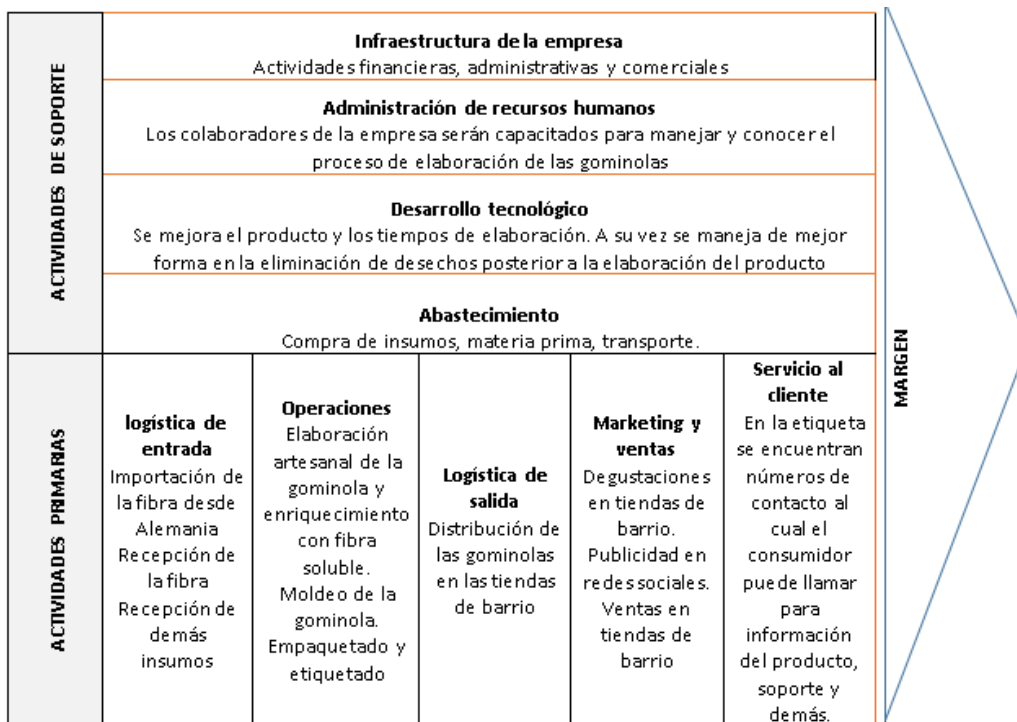 ACTIVIDADES DE SOPORTE
Infraestructura de la empresa
Actividades financieras, administrativas y comerciales
Administración de recursos humanos
Los colaboradores de la empresa serán capacitados para manejar y conocer el
proceso de elaboración de las gominolas
Desarrollo tecnológico
Se mejora el producto y los tiempos de elaboración. A su vez se maneja de mejor
forma en la eliminación de desechos posterior a la elaboración del producto
Abastecimiento
Compra de insumos, materia prima, transporte.
ACTIVIDADES PRIMARIAS
logística de
entrada
Importación de
la fibra desde
Alemania
Recepción de
la fibra
Recepción de
demás
insumos
Operaciones
Elaboración
artesanal de la
gominola y
enriquecimiento
con fibra
soluble.
Moldeo de la
gominola.
Empaquetado y
etiquetado
Logística de
salida
Distribución de
las gominolas
en las tiendas
de barrio
Marketing y
ventas
Degustaciones
en tiendas de
barrio.
Publicidad en
redes sociales.
Ventas en
tiendas de
barrio
Servicio al
cliente
En la etiqueta
se encuentran
números de
contacto al
cual el
consumidor
puede llamar
para
información
del producto,
soporte y
demás.
MARGEN